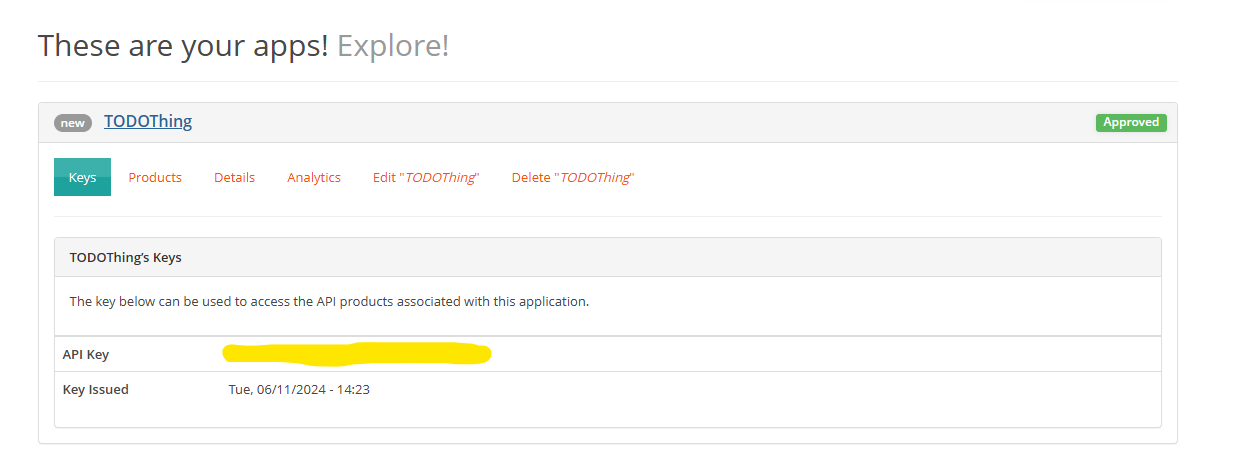 These are your apps! Explore!
new TODOThing Approved
Keys Products Details Analytics Edit "TODOThing" Delete "TODOThing"
TODOThing's Keys
The key below can be used to access the API products associated with this application.
API Key
Key Issued Tue, 06/11/2024 - 14:23